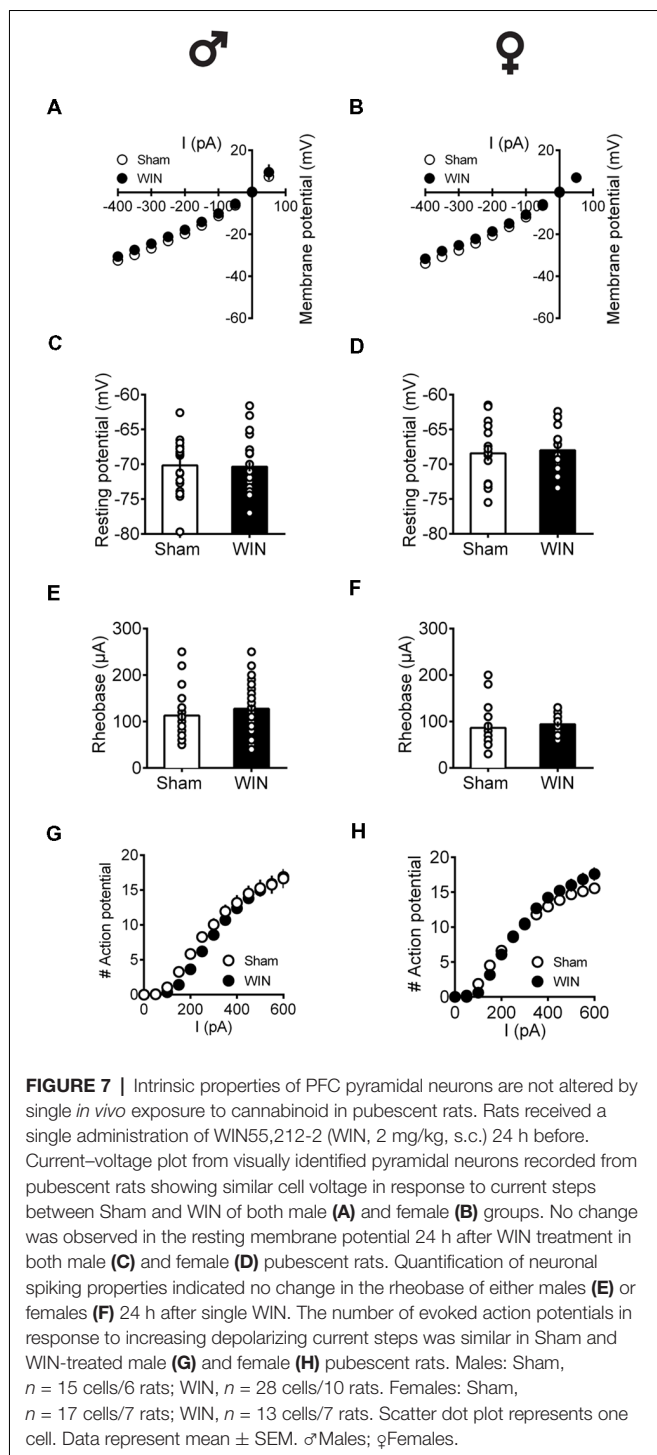 ♂ ♀
A B
I (pA) I (pA)
Sham Sham
WIN WIN
20 20
-400 -300 -200 -100 100 -400 -300 -200 -100 100
-20 -20
-40 -40
-60 -60
Membrane potential (mV) Membrane potential (mV)
C D
-60 -60
-65 -65
-70 -70
-75 -75
-80 -80
Resting potential (mV) Resting potential (mV)
Sham WIN Sham WIN
E F
300 300
200 200
100 100
0 0
Rheobase (µA) Rheobase (µA)
Sham WIN Sham WIN
G H
20 20
15 15
10 10
5 5
0 0
# Action potential # Action potential
Sham Sham
WIN WIN
0 200 400 600 0 200 400 600
I (pA) I (pA)
FIGURE 7 | Intrinsic properties of PFC pyramidal neurons are not altered by
single in vivo exposure to cannabinoid in pubescent rats. Rats received a
single administration of WIN55,212-2 (WIN, 2 mg/kg, s.c.) 24 h before.
Current–voltage plot from visually identified pyramidal neurons recorded from
pubescent rats showing similar cell voltage in response to current steps
between Sham and WIN of both male (A) and female (B) groups. No change
was observed in the resting membrane potential 24 h after WIN treatment in
both male (C) and female (D) pubescent rats. Quantification of neuronal
spiking properties indicated no change in the rheobase of either males (E) or
females (F) 24 h after single WIN. The number of evoked action potentials in
response to increasing depolarizing current steps was similar in Sham and
WIN-treated male (G) and female (H) pubescent rats. Males: Sham,
n = 15 cells/6 rats; WIN, n = 28 cells/10 rats. Females: Sham,
n = 17 cells/7 rats; WIN, n = 13 cells/7 rats. Scatter dot plot represents one
cell. Data represent mean ± SEM. ♂Males; ♀Females.